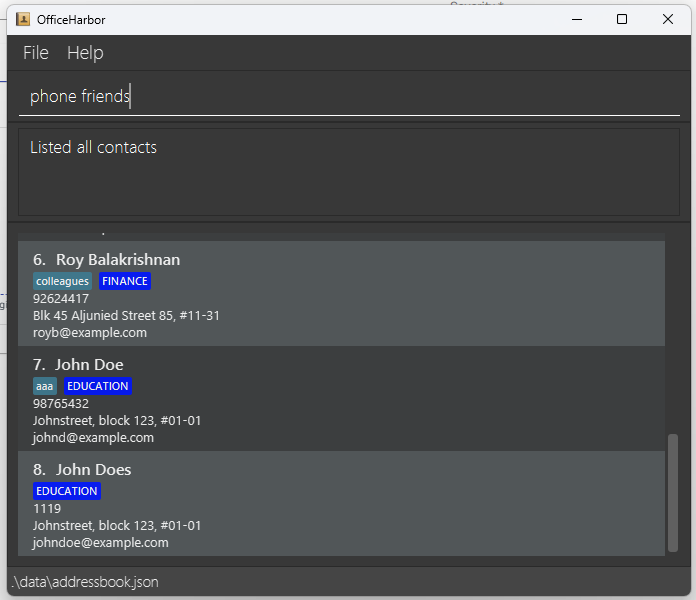 OfficeHarbor
File Help
phone friends
Listed all contacts
6. Roy Balakrishnan
colleagues FINANCE
92624417
Blk 45 Aljunied Street 85, #11-31
royb@example.com
7. John Doe
aaa EDUCATION
98765432
Johnstreet, block 123, #01-01
johnd@example.com
8. John Does
EDUCATION
1119
Johnstreet, block 123, #01-01
johndoe@example.com
.\data\addressbook.json